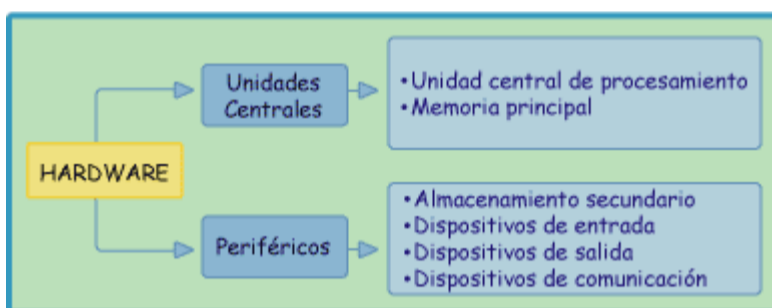 HARDWARE
Unidades
Centrales
•Unidad central de procesamiento
•Memoria principal
Periféricos
•Almacenamiento secundario
•Dispositivos de entrada
•Dispositivos de salida
•Dispositivos de comunicación